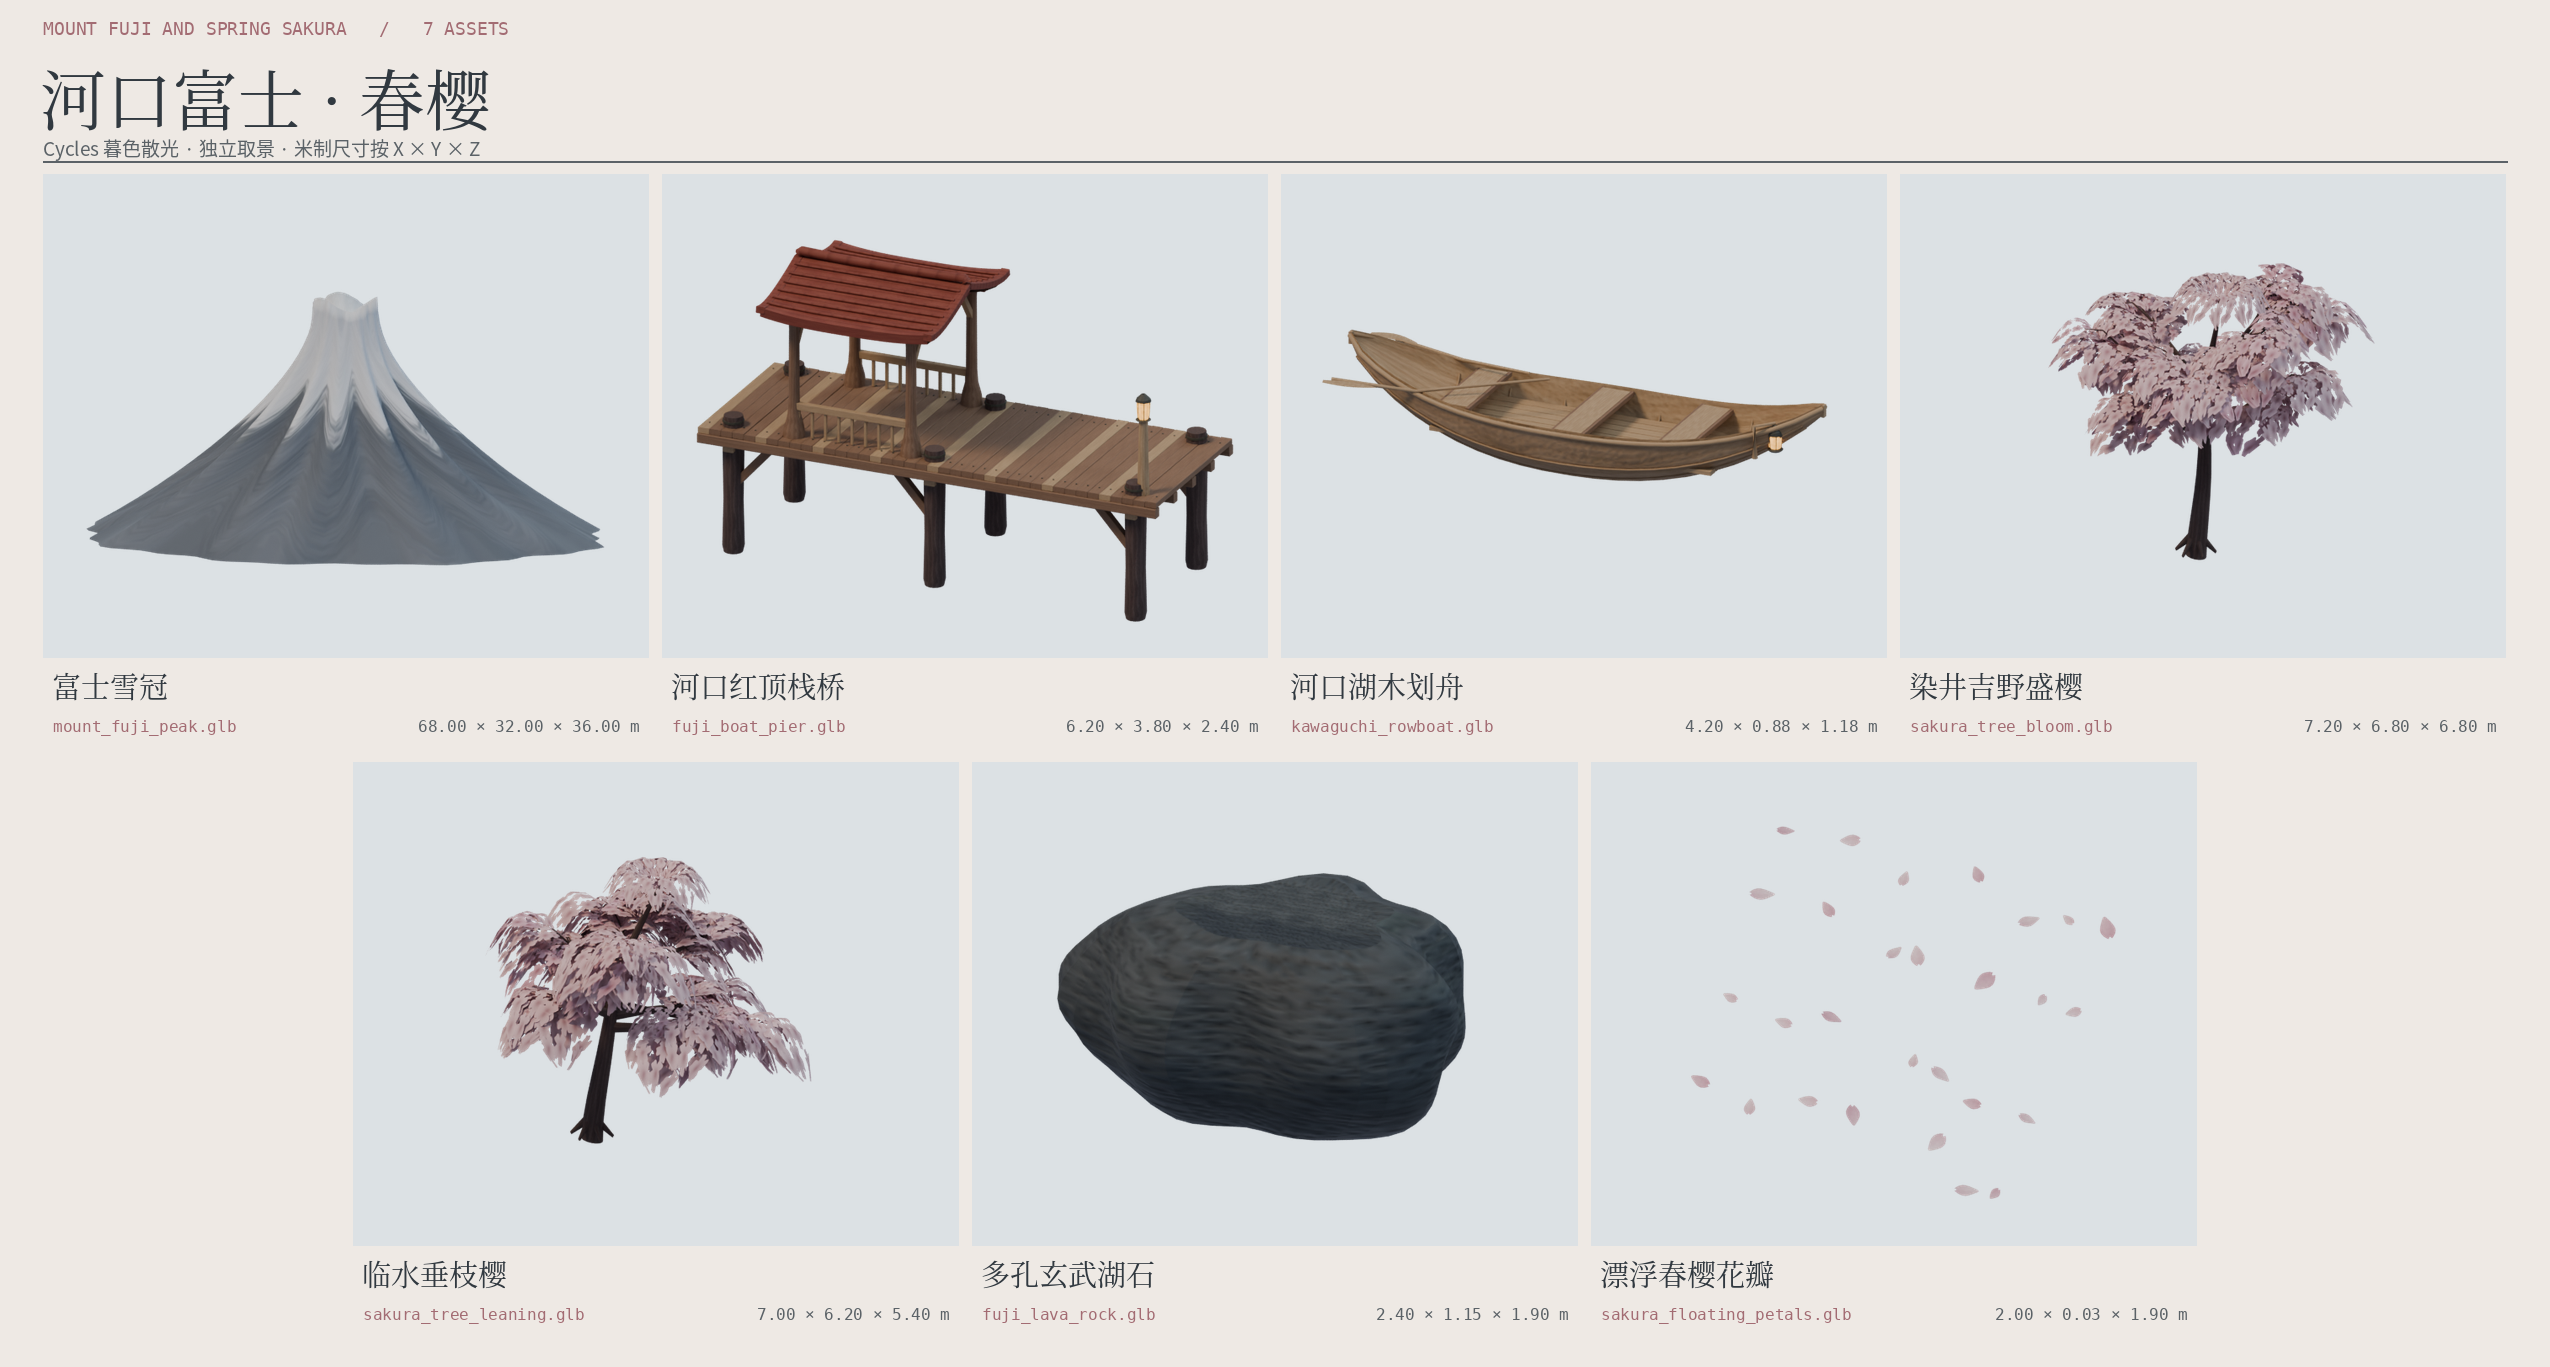 MOUNT FUJI AND SPRING SAKURA / 7 ASSETS
河口富士 · 春樱
Cycles 暮色散光 · 独立取景 · 米制尺寸按 X × Y × Z
富士雪冠
mount_fuji_peak.glb 68.00 × 32.00 × 36.00 m
河口红顶栈桥
fuji_boat_pier.glb 6.20 × 3.80 × 2.40 m
河口湖木划舟
kawaguchi_rowboat.glb 4.20 × 0.88 × 1.18 m
染井吉野盛樱
sakura_tree_bloom.glb 7.20 × 6.80 × 6.80 m
临水垂枝樱
sakura_tree_leaning.glb 7.00 × 6.20 × 5.40 m
多孔玄武湖石
fuji_lava_rock.glb 2.40 × 1.15 × 1.90 m
漂浮春樱花瓣
sakura_floating_petals.glb 2.00 × 0.03 × 1.90 m